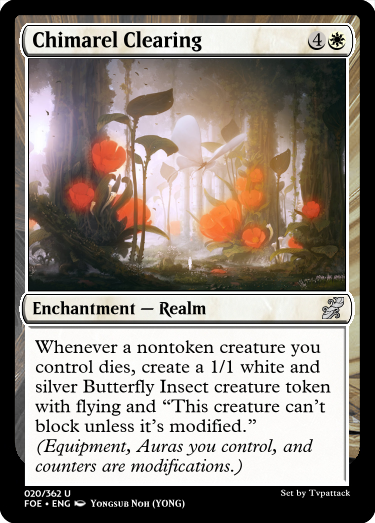 Chimarel Clearing 4
Enchantment — Realm
Whenever a nontoken creature you
control dies, create a 1/1 white and
silver Butterfly Insect creature token
with flying and “This creature can’t
block unless it’s modified.”
(Equipment, Auras you control, and
counters are modifications.)
020/362 U
FOE • ENG Yongsub Noh (YONG)
Set by Tvpattack